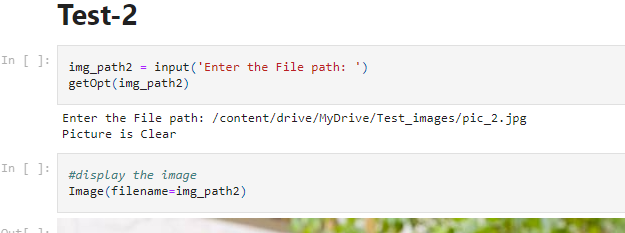 Test-2
In [ ]:
img_path2 = input('Enter the File path: ')
getOpt(img_path2)
Enter the File path: /content/drive/MyDrive/Test_images/pic_2.jpg
Picture is Clear
In [ ]:
#display the image
Image(filename=img_path2)
Out[ ]: